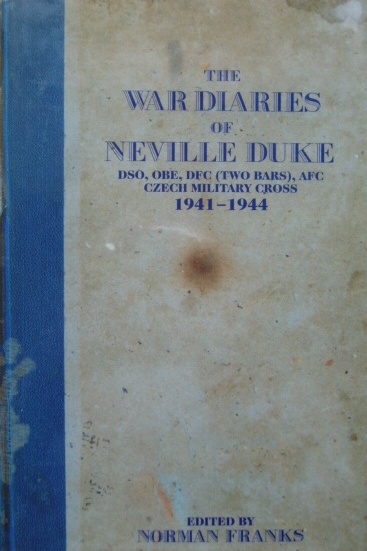 THE
WAR DIARIES
OF
NEVILLE DUKE
DSO, OBE, DFC (TWO BARS), AFC
CZECH MILITARY CROSS
1941–1944
EDITED BY
NORMAN FRANKS